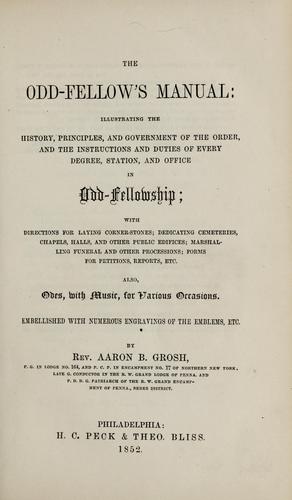 THE
ODD-FELLOW'S MANUAL:
ILLUSTRATING THE
HISTORY, PRINCIPLES, AND GOVERNMENT OF THE ORDER,
AND THE INSTRUCTIONS AND DUTIES OF EVERY
DEGREE, STATION, AND OFFICE
IN
Odd-Fellowship;
WITH
DIRECTIONS FOR LAYING CORNER-STONES; DEDICATING CEMETERIES,
CHAPELS, HALLS, AND OTHER PUBLIC EDIFICES; MARSHAL-
LING FUNERAL AND OTHER PROCESSIONS; FORMS
FOR PETITIONS, REPORTS, ETC.
ALSO,
Odes, with Music, for Various Occasions.
EMBELLISHED WITH NUMEROUS ENGRAVINGS OF THE EMBLEMS, ETC.
BY
REV. AARON B. GROSH,
P. G. IN LODGE NO. 164, AND P. C. P. IN ENCAMPMENT NO. 17 OF NORTHERN NEW YORK,
LATE G. CONDUCTOR IN THE R. W. GRAND LODGE OF PENNA. AND
P. D. D. G. PATRIARCH OF THE R. W. GRAND ENCAMP-
MENT OF PENNA., BERKS DISTRICT.
PHILADELPHIA:
H. C. PECK & THEO. BLISS.
1852.